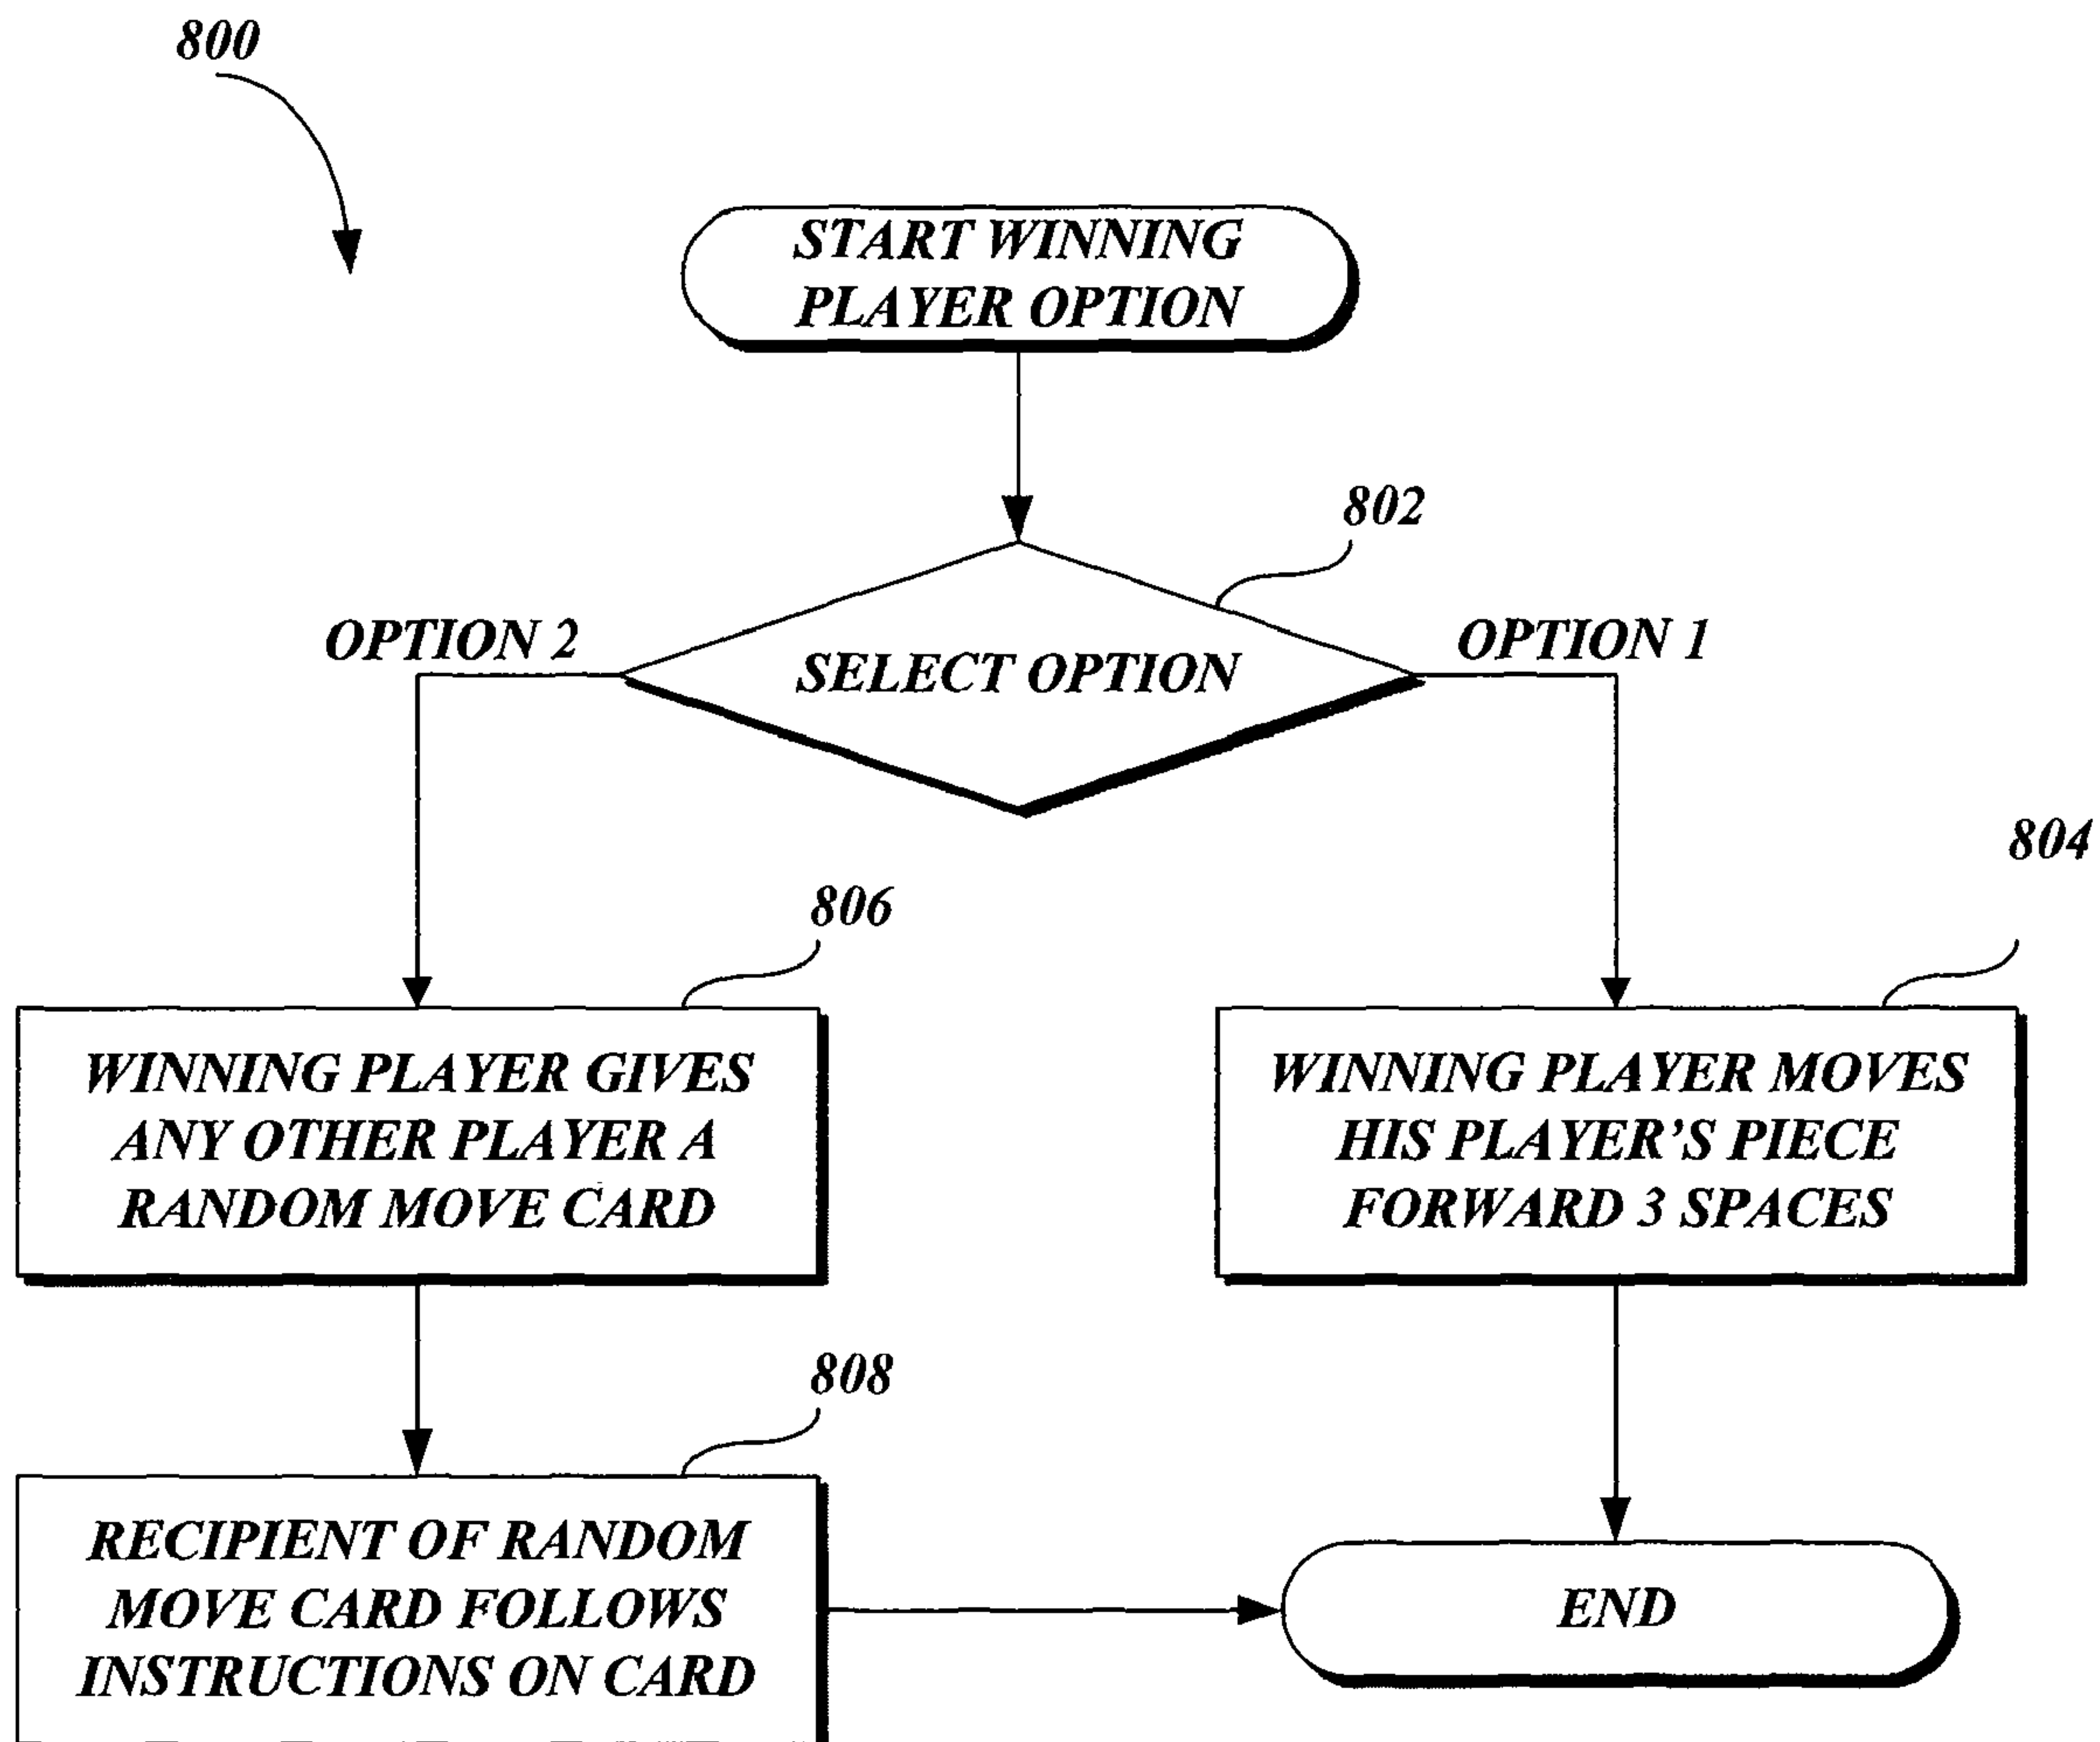 800
START WINNING
PLAYER OPTION
802
OPTION 2
SELECT OPTION
OPTION 1
804
806
WINNING PLAYER GIVES
ANY OTHER PLAYER A
RANDOM MOVE CARD
WINNING PLAYER MOVES
HIS PLAYER'S PIECE
FORWARD 3 SPACES
808
RECIPIENT OF RANDOM
MOVE CARD FOLLOWS
INSTRUCTIONS ON CARD
END